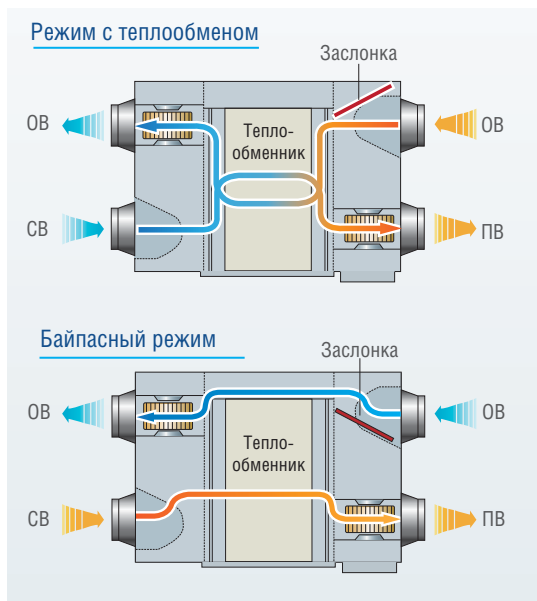 Режим с теплообменом
Заслонка
ОВ
Тепло-
обменник
ОВ
СВ
ПВ
Байпасный режим
Заслонка
ОВ
ОВ
Тепло-
обменник
СВ
ПВ